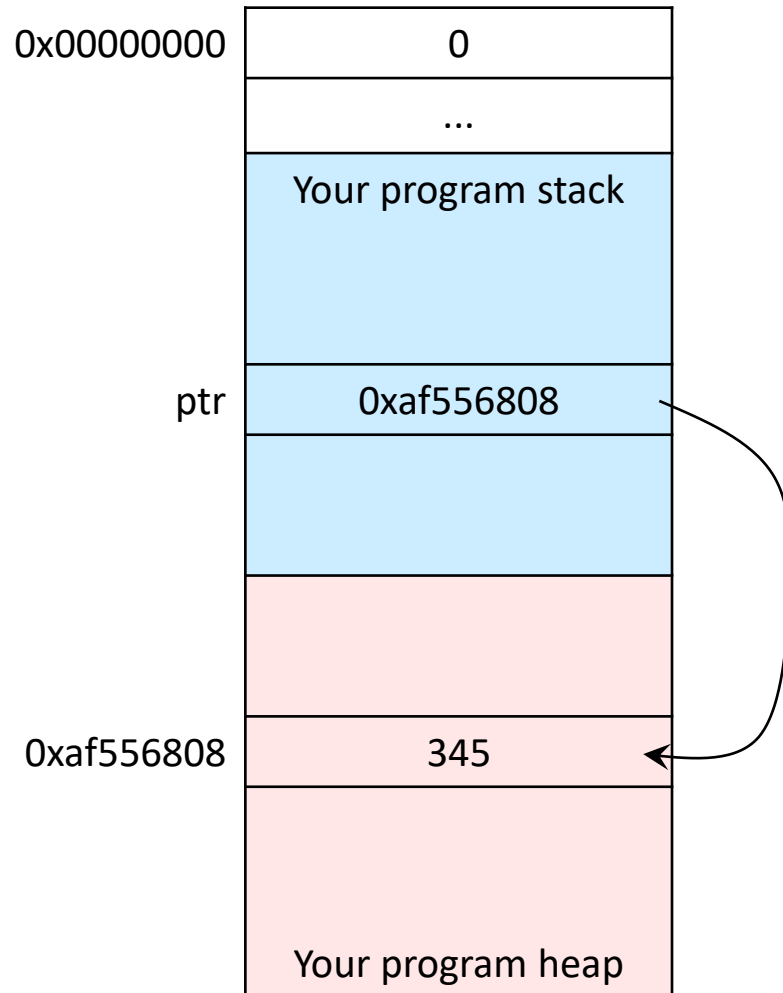 0x00000000
0
...
Your program stack
ptr
0xaf556808
0xaf556808
345
Your program heap